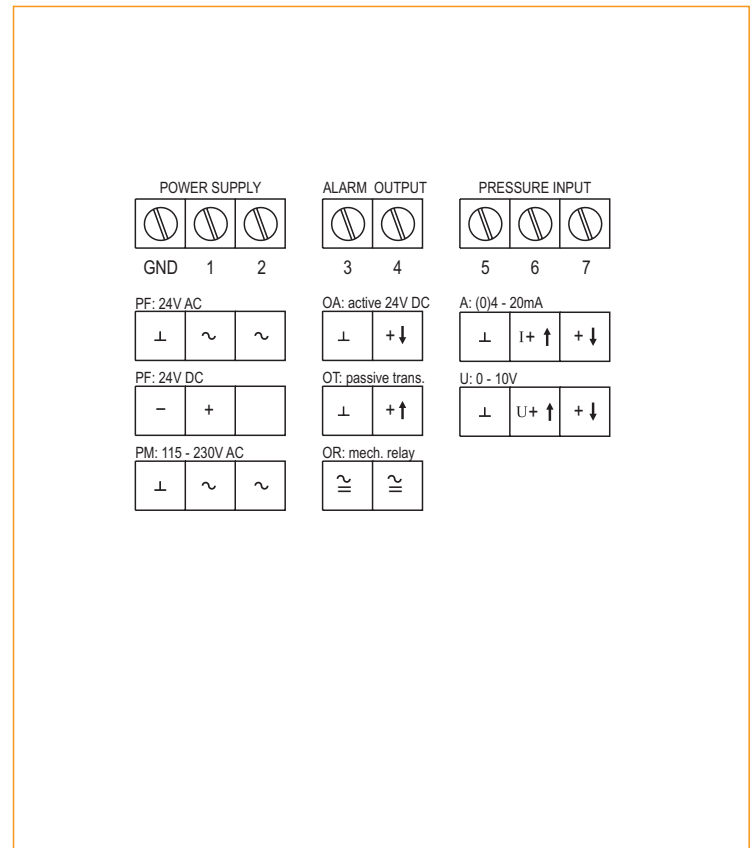 POWER SUPPLY ALARM OUTPUT PRESSURE INPUT
GND 1 2 3 4 5 6 7
PF: 24V AC OA: active 24V DC A: (0)4 - 20mA
⊥ ~ ~ ⊥ +↓ ⊥ I+ ↑ +↓
PF: 24V DC OT: passive trans. U: 0 - 10V
− + ⊥ +↑ ⊥ U+ ↑ +↓
PM: 115 - 230V AC OR: mech. relay
⊥ ~ ~ ≅ ≅